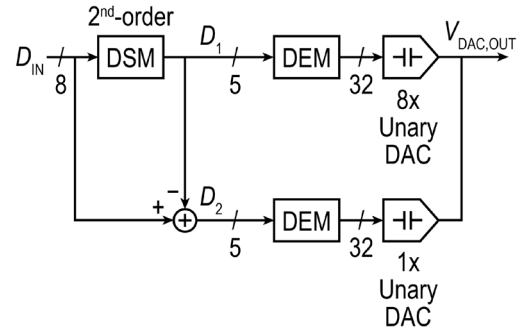 2nd-order
DIN
8
DSM
D1
5
DEM
32
8x
Unary
DAC
VDAC,OUT
−
+
+
D2
5
DEM
32
1x
Unary
DAC